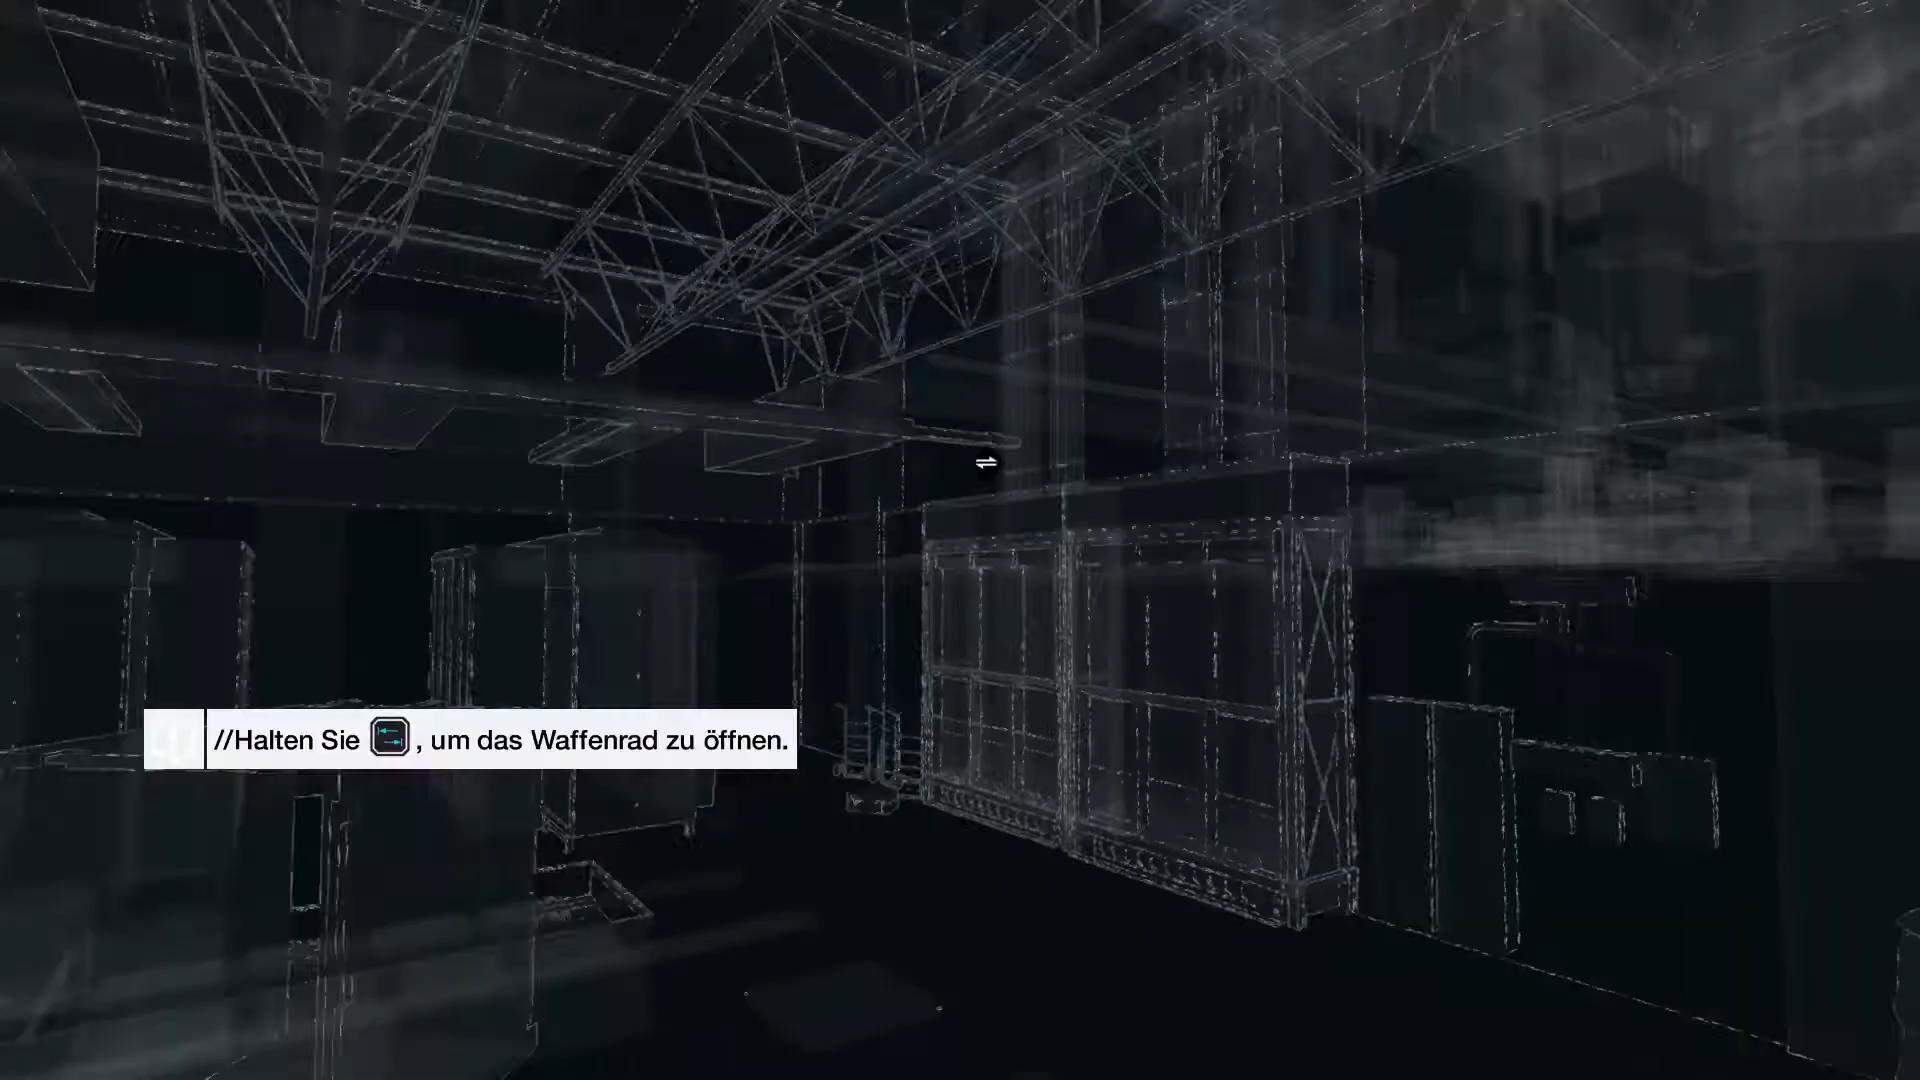 //Halten Sie , um das Waffenrad zu öffnen.